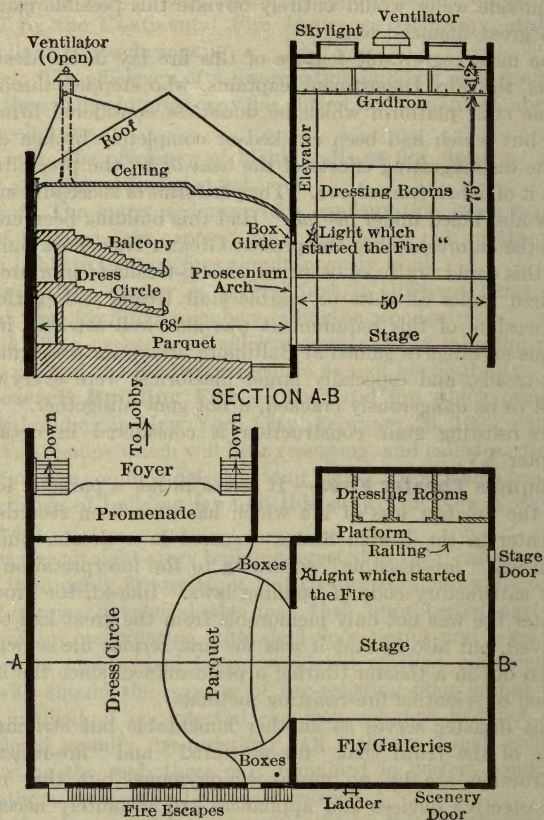 Ventilator
Skylight
Ventilator
(Open)
12'
Gridiron
Roof
Elevator
Ceiling
Dressing Rooms
75'
Balcony
Box
Girder
Light which
started the Fire "
Dress
Circle
Proscenium
Arch
50'
68'
Parquet
Stage
SECTION A-B
Down
To Lobby
Down
Foyer
Promenade
Dressing Rooms
Platform
Railing
Stage
Door
Boxes
Light which started
the Fire
A
Dress Circle
Parquet
Stage
B
Boxes
Fly Galleries
Fire Escapes
Ladder
Scenery
Door